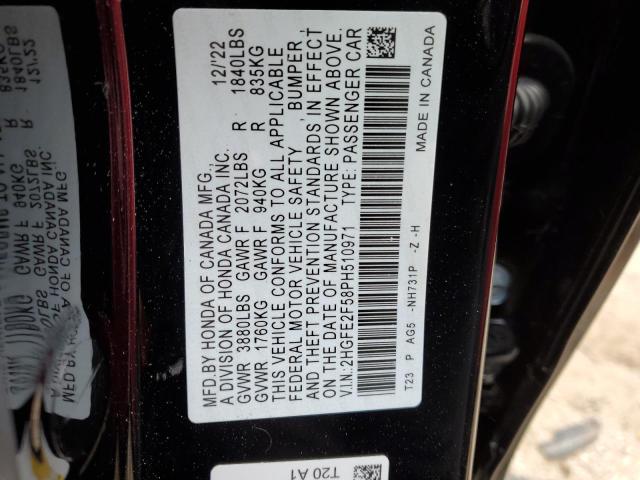 MFD.BY HONDA OF CANADA MFG., 12/'22
A DIVISION OF HONDA CANADA INC.
GVWR 3880LBS GAWR F 2072LBS R 1840LBS
GVWR 1760KG GAWR F 940KG R 835KG
THIS VEHICLE CONFORMS TO ALL APPLICABLE
FEDERAL MOTOR VEHICLE SAFETY, BUMPER,
AND THEFT PREVENTION STANDARDS IN EFFECT
ON THE DATE OF MANUFACTURE SHOWN ABOVE.
V.I.N.:2HGFE2F58PH510971 TYPE: PASSENGER CAR
T23 P AG5 -NH731P -Z -H
MADE IN CANADA
T20 A1